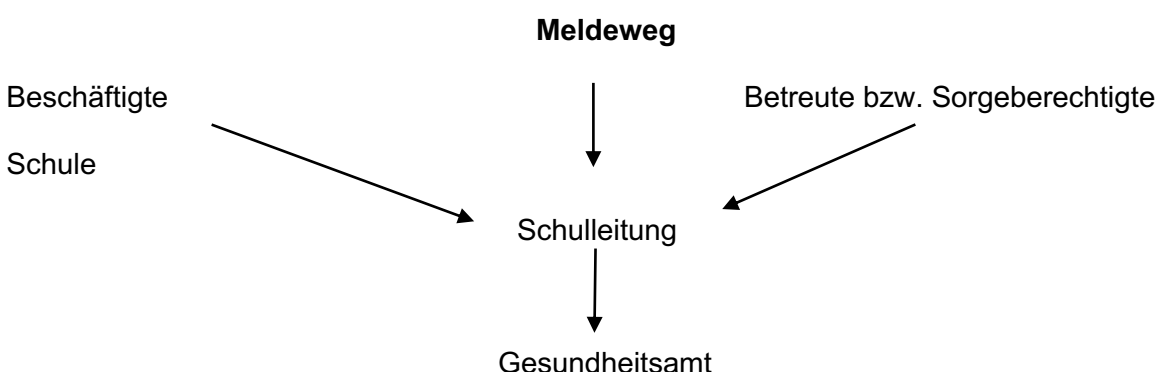 Meldeweg
Beschäftigte
Betreute bzw. Sorgeberechtigte
Schule
Schulleitung
Gesundheitsamt